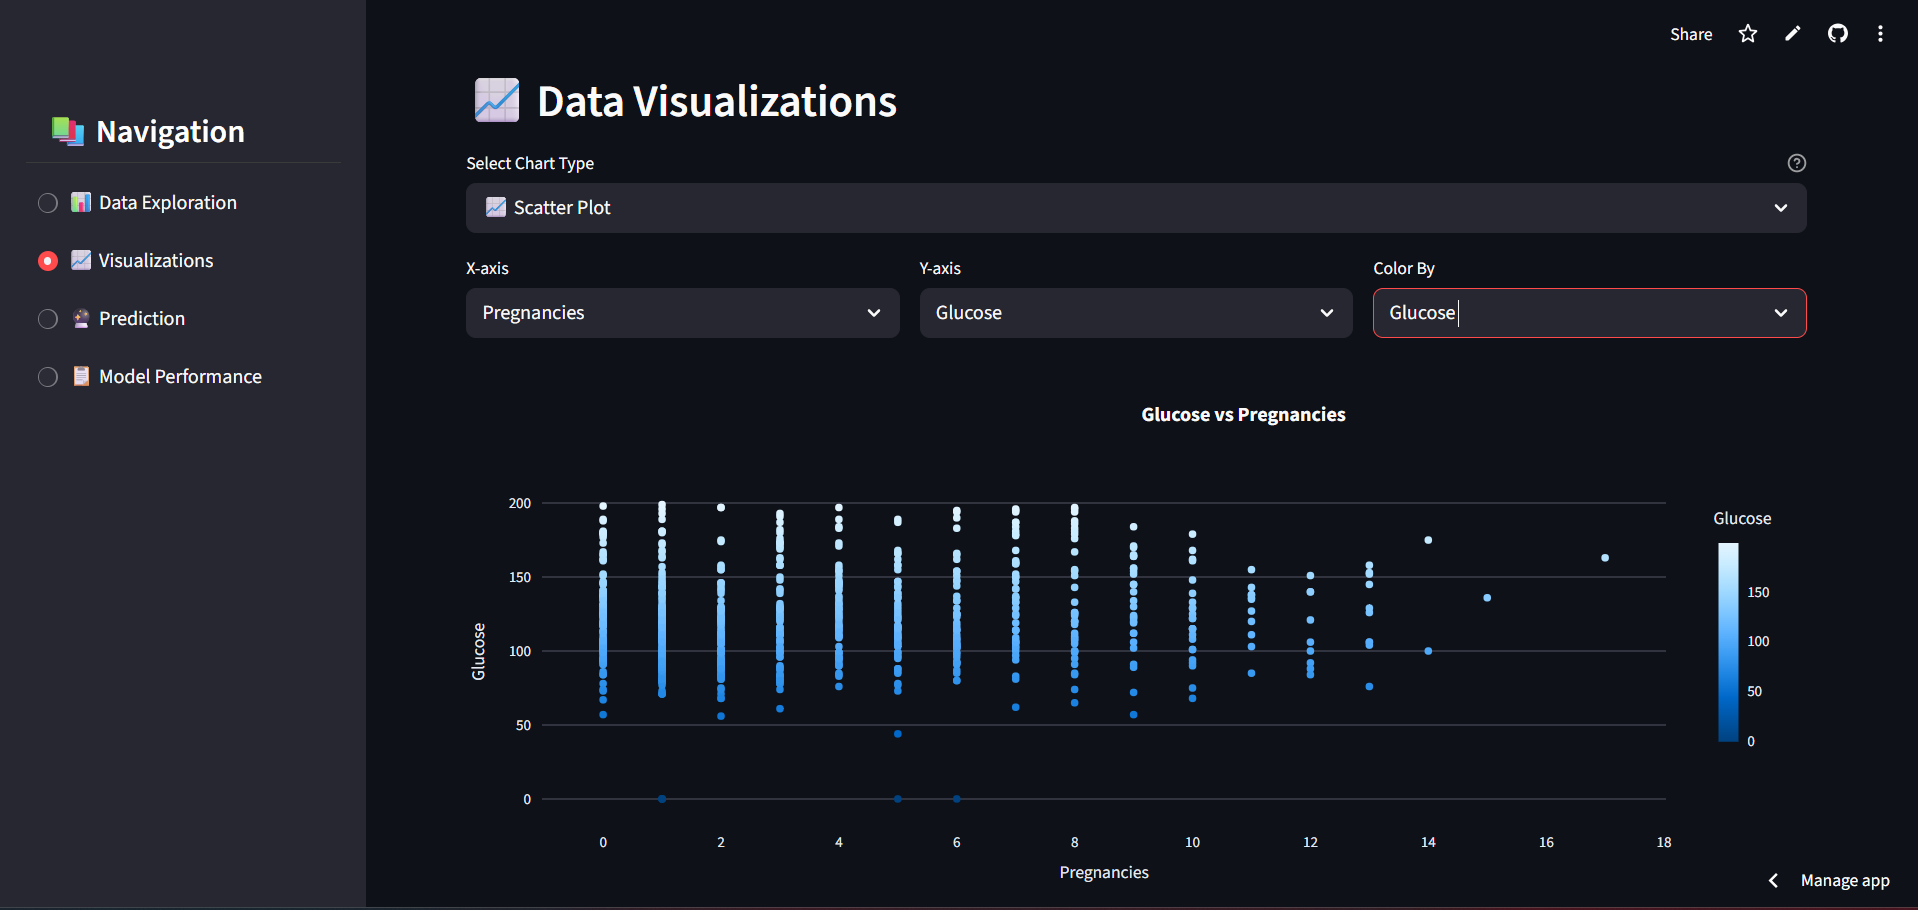 Share
Navigation
Data Exploration
Visualizations
Prediction
Model Performance
Data Visualizations
Select Chart Type
Scatter Plot
X-axis
Y-axis
Color By
Pregnancies
Glucose
Glucose
Glucose vs Pregnancies
200
150
100
50
0
Glucose
0
2
4
6
8
10
12
14
16
18
Pregnancies
Glucose
150
100
50
0
Manage app